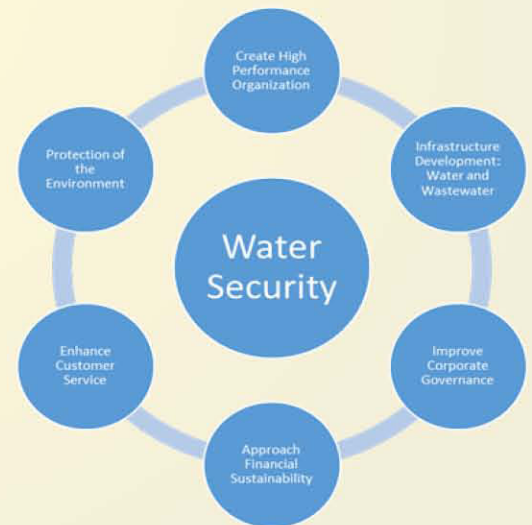 Create High
Performance
Organization
Infrastructure
Development:
Water and
Wastewater
Improve
Corporate
Governance
Approach
Financial
Sustainability
Enhance
Customer
Service
Protection of
the
Environment
Water
Security